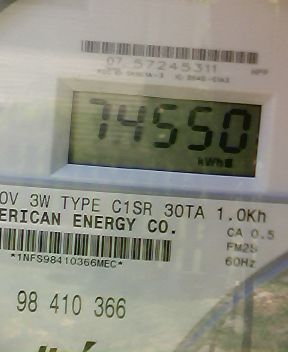 07 57245311
74550
kWh
0V 3W TYPE C1SR 30TA 1.0Kh
ERICAN ENERGY CO.
CA 0.5
FM2S
60Hz
*1NFS98410366MEC*
98 410 366